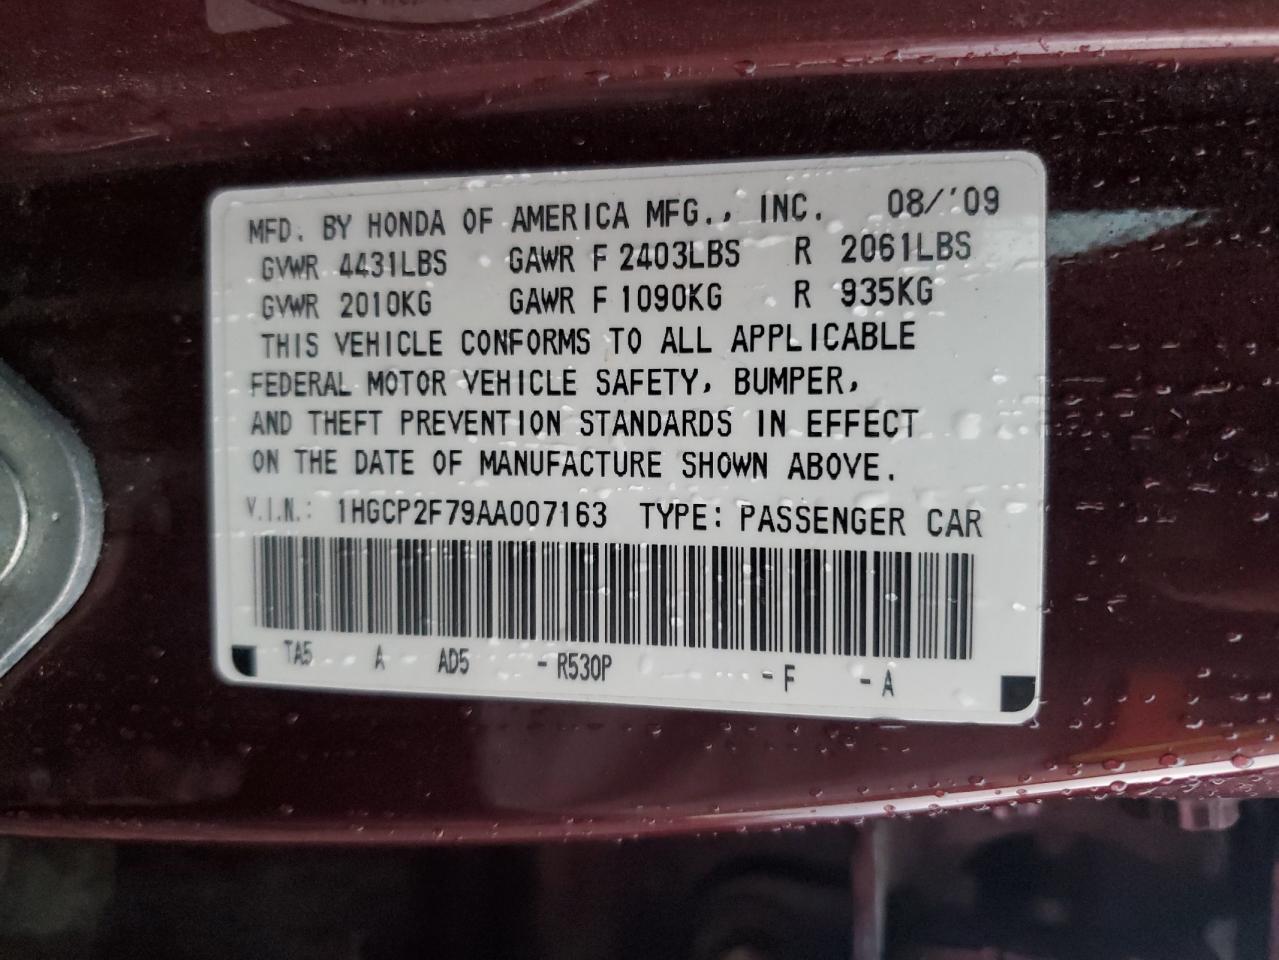 MFD. BY HONDA OF AMERICA MFG., INC. 08/'09
GVWR 4431LBS GAWR F 2403LBS R 2061LBS
GVWR 2010KG GAWR F 1090KG R 935KG
THIS VEHICLE CONFORMS TO ALL APPLICABLE
FEDERAL MOTOR VEHICLE SAFETY, BUMPER,
AND THEFT PREVENTION STANDARDS IN EFFECT
ON THE DATE OF MANUFACTURE SHOWN ABOVE.
V.I.N.: 1HGCP2F79AA007163 TYPE: PASSENGER CAR
TA5 A AD5 - R530P - F - A